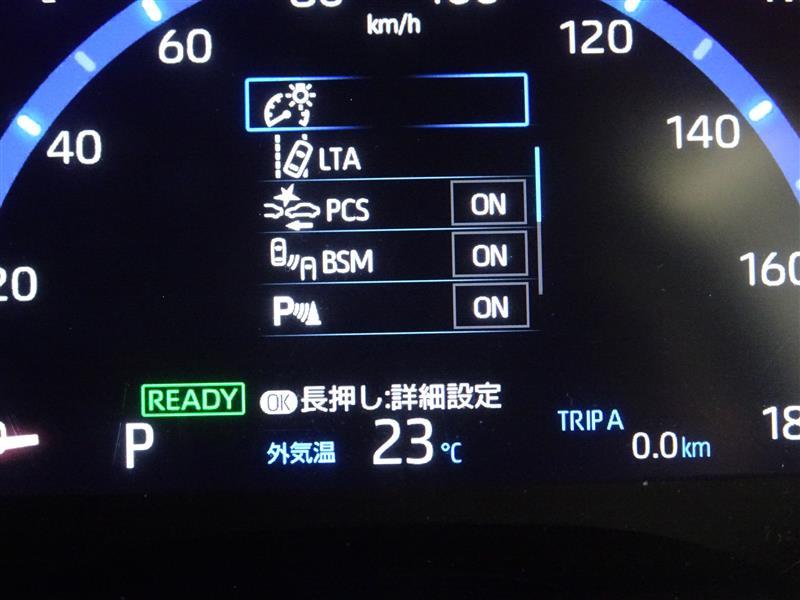 km/h
60
120
40
LTA
140
PCS ON
BSM ON
20
160
P ON
READY
OK 長押し:詳細設定
P
外気温 23 ℃
TRIP A
0.0 km